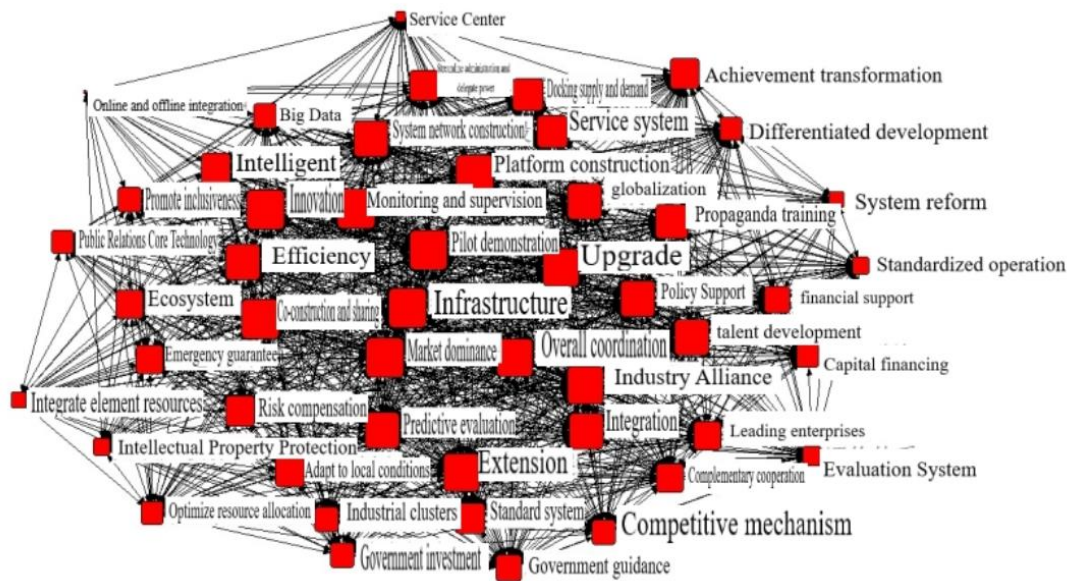 Service Center
administration and
delegate power
Achievement transformation
Docking supply and demand
Online and offline integration
Big Data
System network construction
Service system
Differentiated development
Intelligent
Platform construction
Promote inclusiveness
Innovation
Monitoring and supervision
globalization
System reform
Propaganda training
Public Relations Core Technology
Pilot demonstration
Efficiency
Upgrade
Standardized operation
Ecosystem
Co-construction and sharing
Infrastructure
Policy Support
financial support
talent development
Emergency guarantee
Market dominance
Overall coordination
Capital financing
Industry Alliance
Integrate element resources
Risk compensation
Predictive evaluation
Integration
Leading enterprises
Intellectual Property Protection
Adapt to local conditions
Extension
Complementary cooperation
Evaluation System
Optimize resource allocation
Industrial clusters
Standard system
Competitive mechanism
Government investment
Government guidance